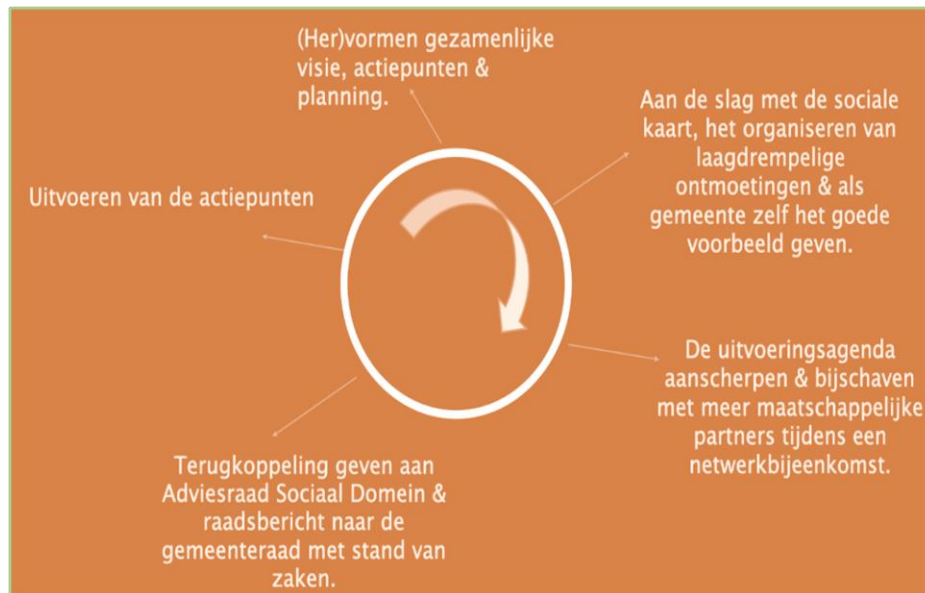 (Her)vormen gezamenlijke
visie, actiepunten &
planning.
Aan de slag met de sociale
kaart, het organiseren van
laagdrempelige
ontmoetingen & als
gemeente zelf het goede
voorbeeld geven.
De uitvoeringsagenda
aanscherpen & bijschaven
met meer maatschappelijke
partners tijdens een
netwerkbijeenkomst.
Terugkoppeling geven aan
Adviesraad Sociaal Domein &
raadsbericht naar de
gemeenteraad met stand van
zaken.
Uitvoeren van de actiepunten